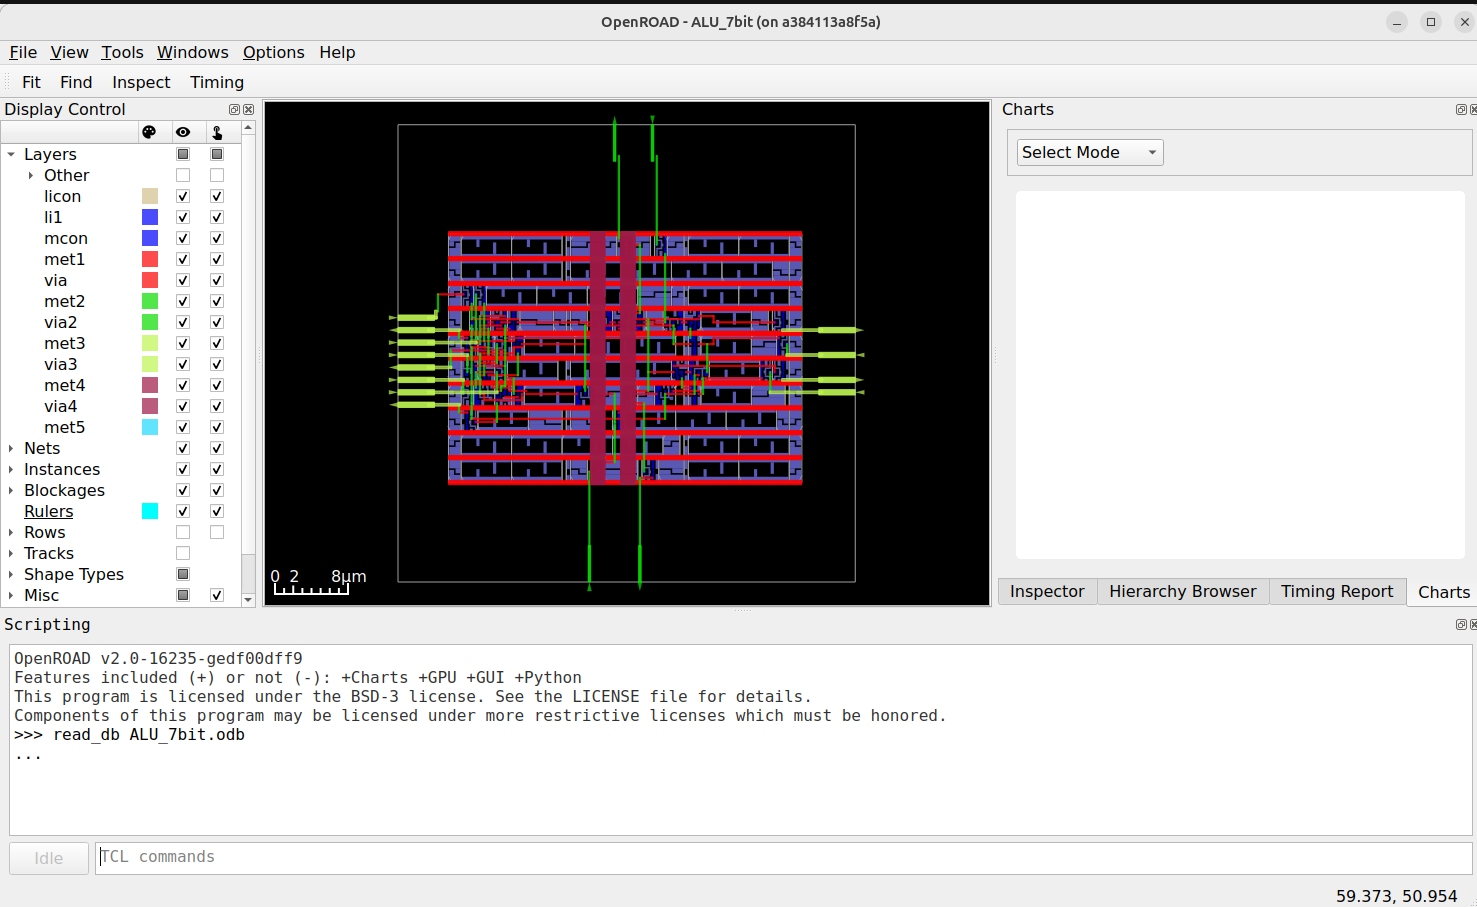 OpenROAD - ALU_7bit (on a384113a8f5a)
File View Tools Windows Options Help
Fit Find Inspect Timing
Display Control
Layers
Other
licon
li1
mcon
met1
via
met2
via2
met3
via3
met4
via4
met5
Nets
Instances
Blockages
Rulers
Rows
Tracks
Shape Types
Misc
0 2 8μm
Charts
Select Mode
Inspector Hierarchy Browser Timing Report Charts
Scripting
OpenROAD v2.0-16235-gedf00dff9
Features included (+) or not (-): +Charts +GPU +GUI +Python
This program is licensed under the BSD-3 license. See the LICENSE file for details.
Components of this program may be licensed under more restrictive licenses which must be honored.
>>> read_db ALU_7bit.odb
...
Idle TCL commands
59.373, 50.954